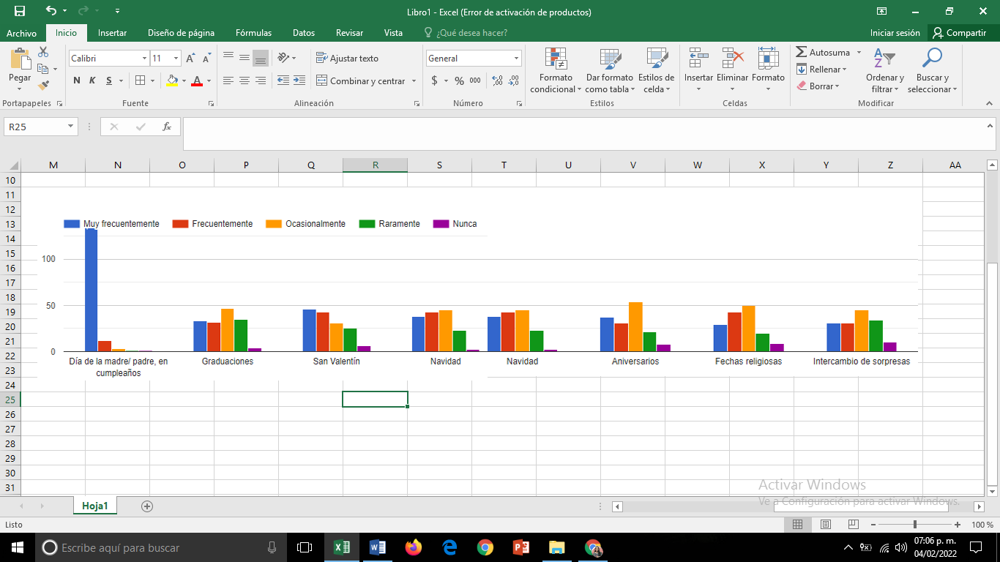 Libro1 - Excel (Error de activación de productos)
Archivo Inicio Insertar Diseño de página Fórmulas Datos Revisar Vista ¿Qué desea hacer? Iniciar sesión Compartir
Pegar
Calibri 11
N K S
Ajustar texto
Combinar y centrar
General
$ % 000
Formato condicional
Dar formato como tabla
Estilos de celda
Insertar Eliminar Formato
Autosuma
Rellenar
Borrar
Ordenar y filtrar
Buscar y seleccionar
Portapapeles Fuente Alineación Número Estilos Celdas Modificar
R25 fx
M N O P Q R S T U V W X Y Z AA
10
11
12
13
14
15
16
17
18
19
20
21
22
23
24
25
26
27
28
29
30
31
Muy frecuentemente Frecuentemente Ocasionalmente Raramente Nunca
100
50
0
Día de la madre/ padre, en cumpleaños
Graduaciones
San Valentín
Navidad
Navidad
Aniversarios
Fechas religiosas
Intercambio de sorpresas
Activar Windows
Ve a Configuración para activar Windows.
Hoja1
Listo 100 %
Escribe aquí para buscar
07:06 p. m.
04/02/2022